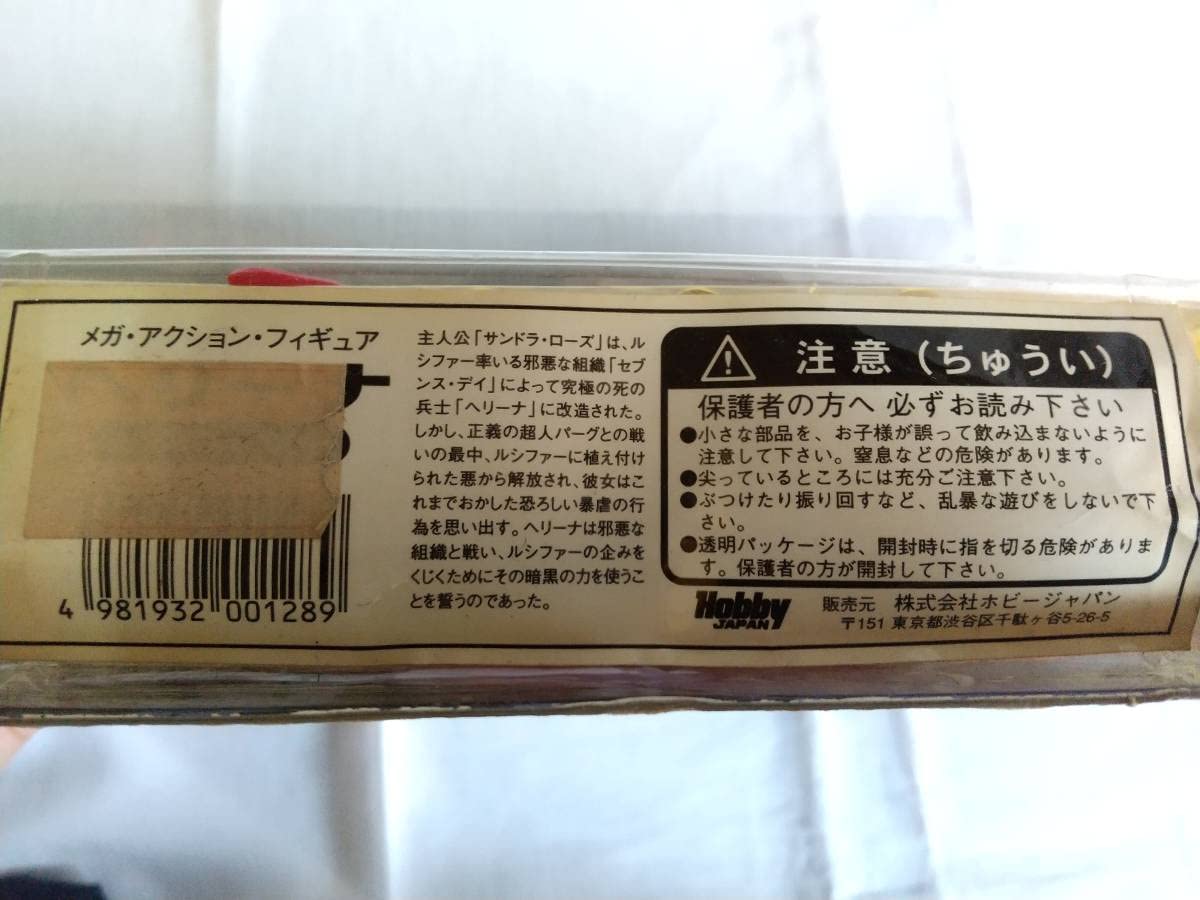 メガ・アクション・フィギュア
4 981932 001289
主人公「サンドラ・ローズ」は、ル
シファー率いる邪悪な組織「セブ
ンス・デイ」によって究極の死の
兵士「ヘリーナ」に改造された。
しかし、正義の超人バーグとの戦
いの最中、ルシファーに植え付け
られた悪から解放され、彼女はこ
れまでおかした恐ろしい暴虐の行
為を思い出す。ヘリーナは邪悪な
組織と戦い、ルシファーの企みを
くじくためにその暗黒の力を使うこ
とを誓うのであった。
注意(ちゅうい)
保護者の方へ 必ずお読み下さい
●小さな部品を、お子様が誤って飲み込まないように
注意して下さい。窒息などの危険があります。
●尖っているところには充分ご注意下さい。
●ぶつけたり振り回すなど、乱暴な遊びをしないで下
さい。
●透明パッケージは、開封時に指を切る危険がありま
す。保護者の方が開封して下さい。
Hobby
JAPAN
販売元 株式会社ホビージャパン
〒151 東京都渋谷区千駄ヶ谷5-26-5